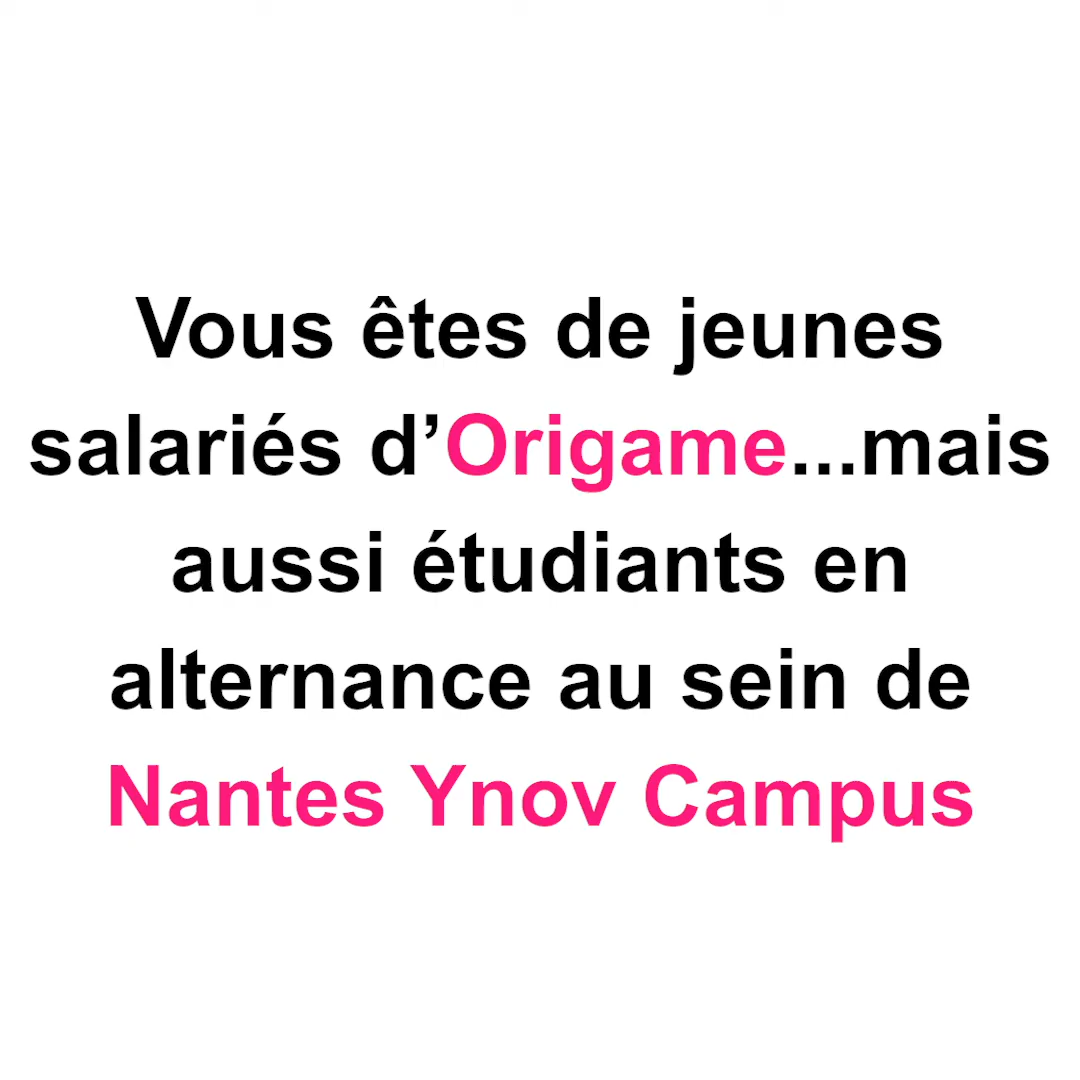 Vous êtes de jeunes
salariés d’Origame...mais
aussi étudiants en
alternance au sein de
Nantes Ynov Campus